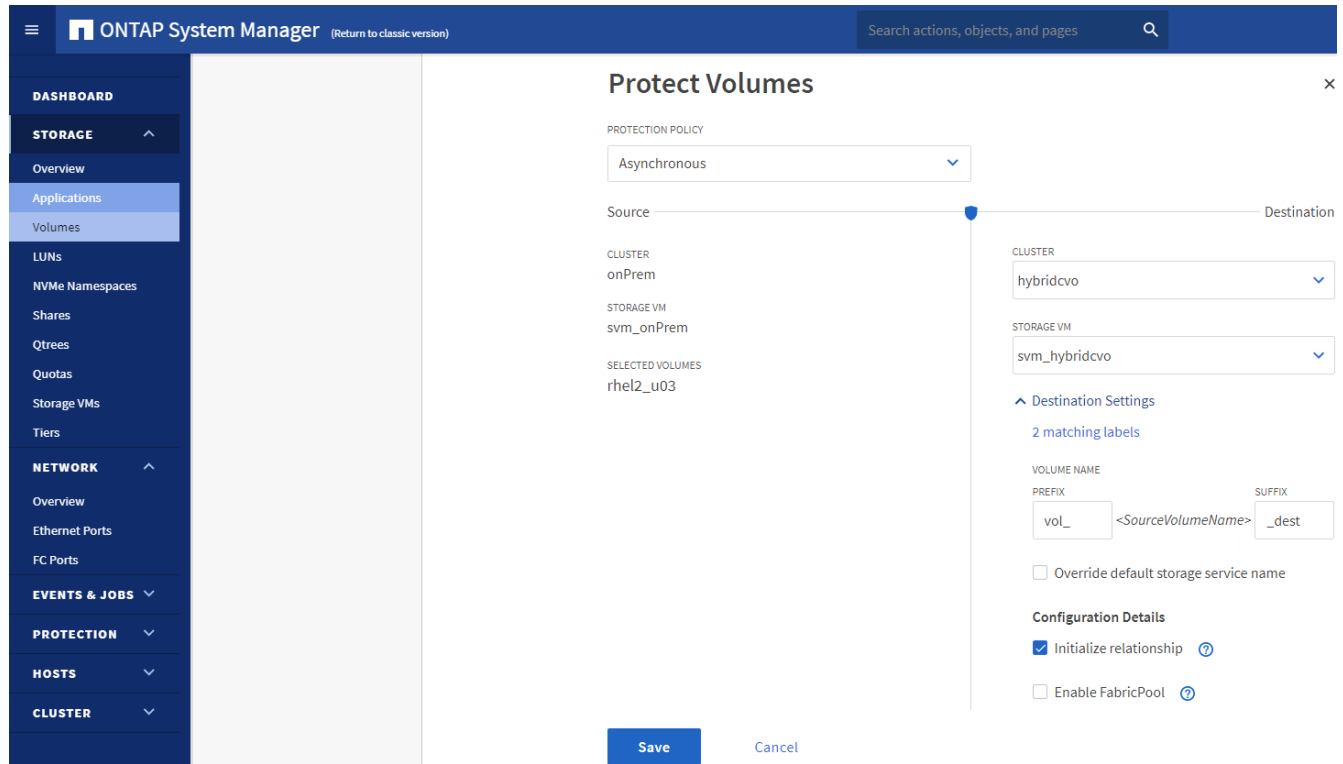 ONTAP System Manager (Return to classic version)
Search actions, objects, and pages
DASHBOARD
STORAGE
Overview
Applications
Volumes
LUNs
NVMe Namespaces
Shares
Qtrees
Quotas
Storage VMs
Tiers
NETWORK
Overview
Ethernet Ports
FC Ports
EVENTS & JOBS
PROTECTION
HOSTS
CLUSTER
Protect Volumes
PROTECTION POLICY
Asynchronous
Source
Destination
CLUSTER
onPrem
STORAGE VM
svm_onPrem
SELECTED VOLUMES
rhel2_u03
CLUSTER
hybridcvo
STORAGE VM
svm_hybridcvo
Destination Settings
2 matching labels
VOLUME NAME
PREFIX SUFFIX
vol_ <SourceVolumeName> _dest
Override default storage service name
Configuration Details
Initialize relationship ?
Enable FabricPool ?
Save Cancel